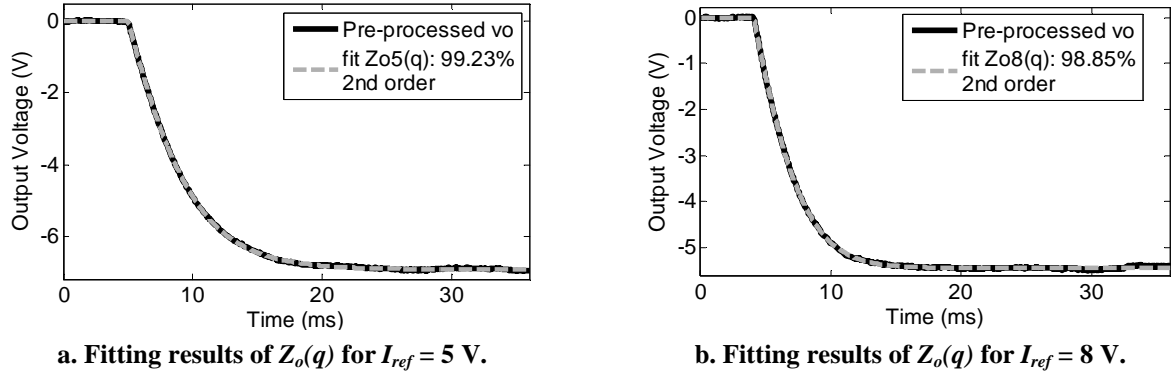 Output Voltage (V)
0
-2
-4
-6
0
10
20
30
Time (ms)
Pre-processed vo
fit Zo5(q): 99.23%
2nd order
a. Fitting results of Zo(q) for Iref = 5 V.
Output Voltage (V)
0
-1
-2
-3
-4
-5
0
10
20
30
Time (ms)
Pre-processed vo
fit Zo8(q): 98.85%
2nd order
b. Fitting results of Zo(q) for Iref = 8 V.